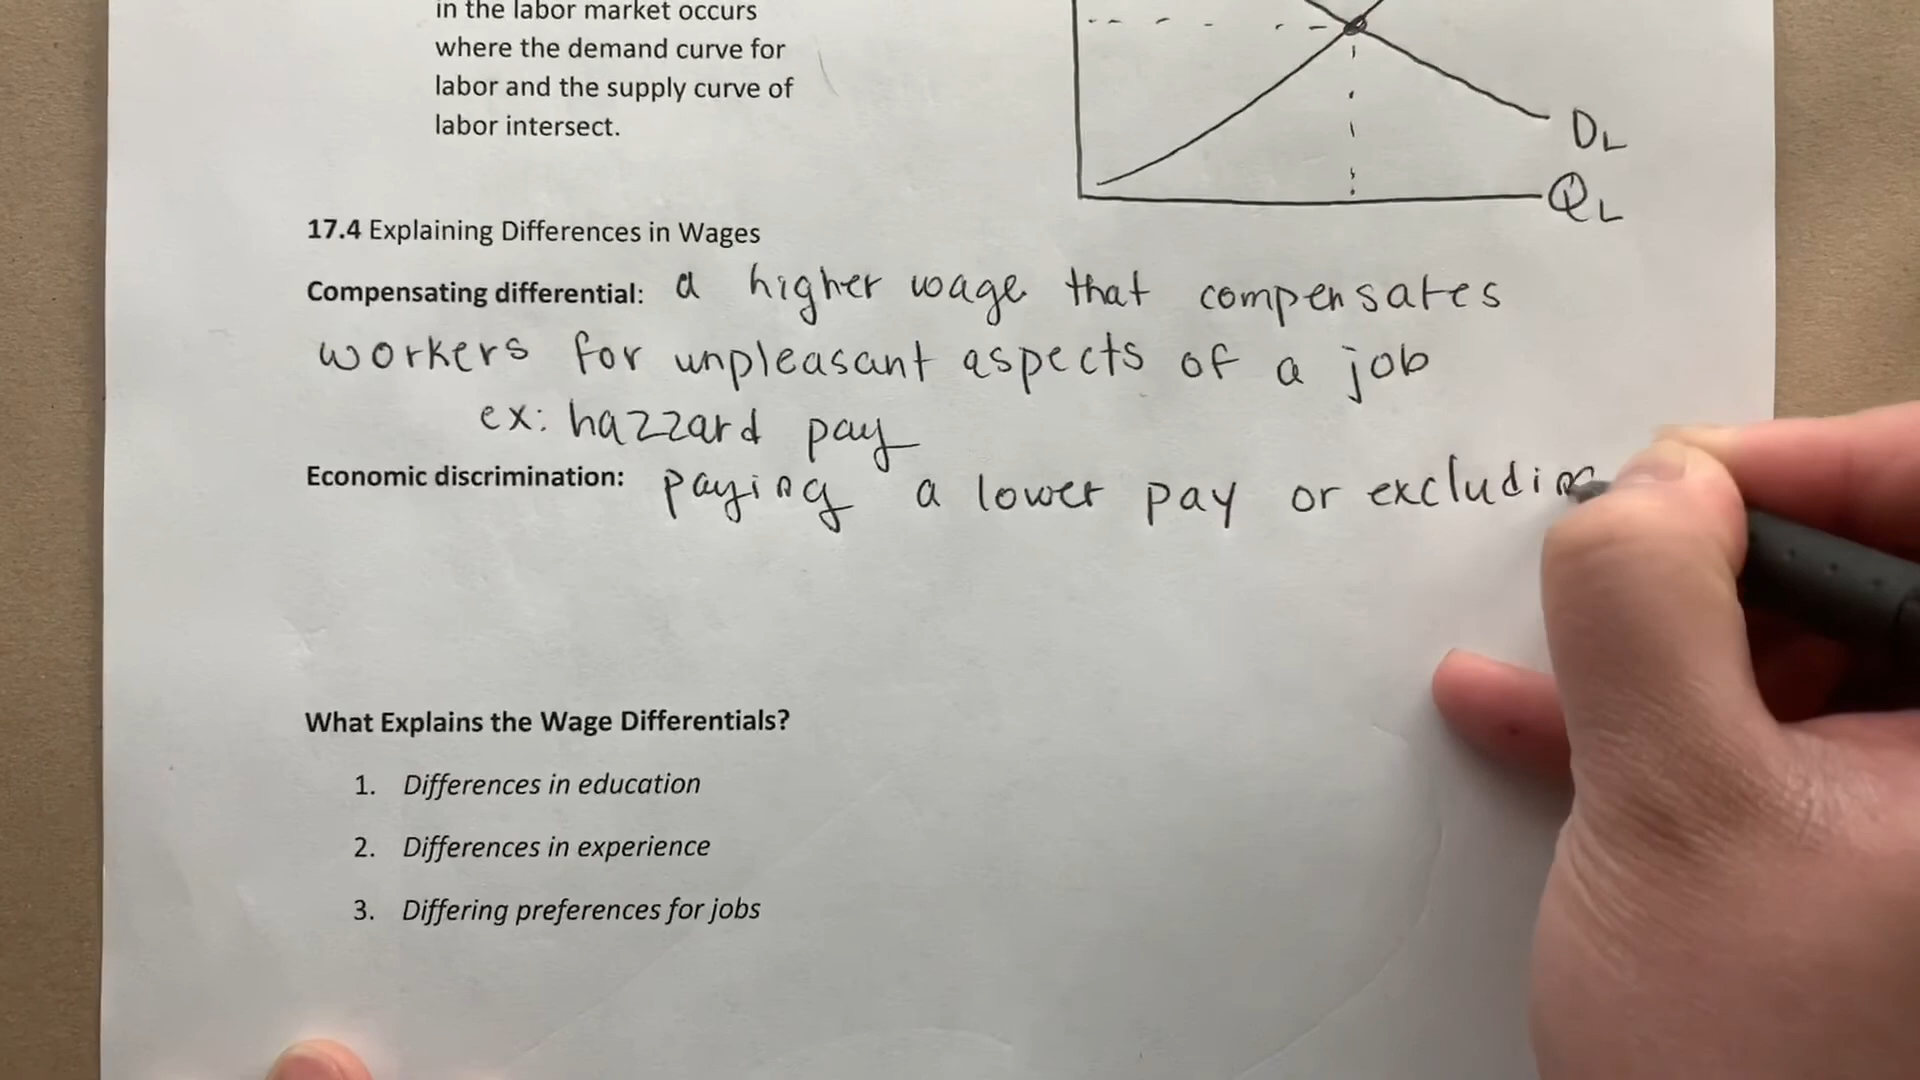 in the labor market occurs
where the demand curve for
labor and the supply curve of
labor intersect.
DL
QL
17.4 Explaining Differences in Wages
Compensating differential: a higher wage that compensates
workers for unpleasant aspects of a job
ex: hazzard pay
Economic discrimination: paying a lower pay or excludin
What Explains the Wage Differentials?
1. Differences in education
2. Differences in experience
3. Differing preferences for jobs